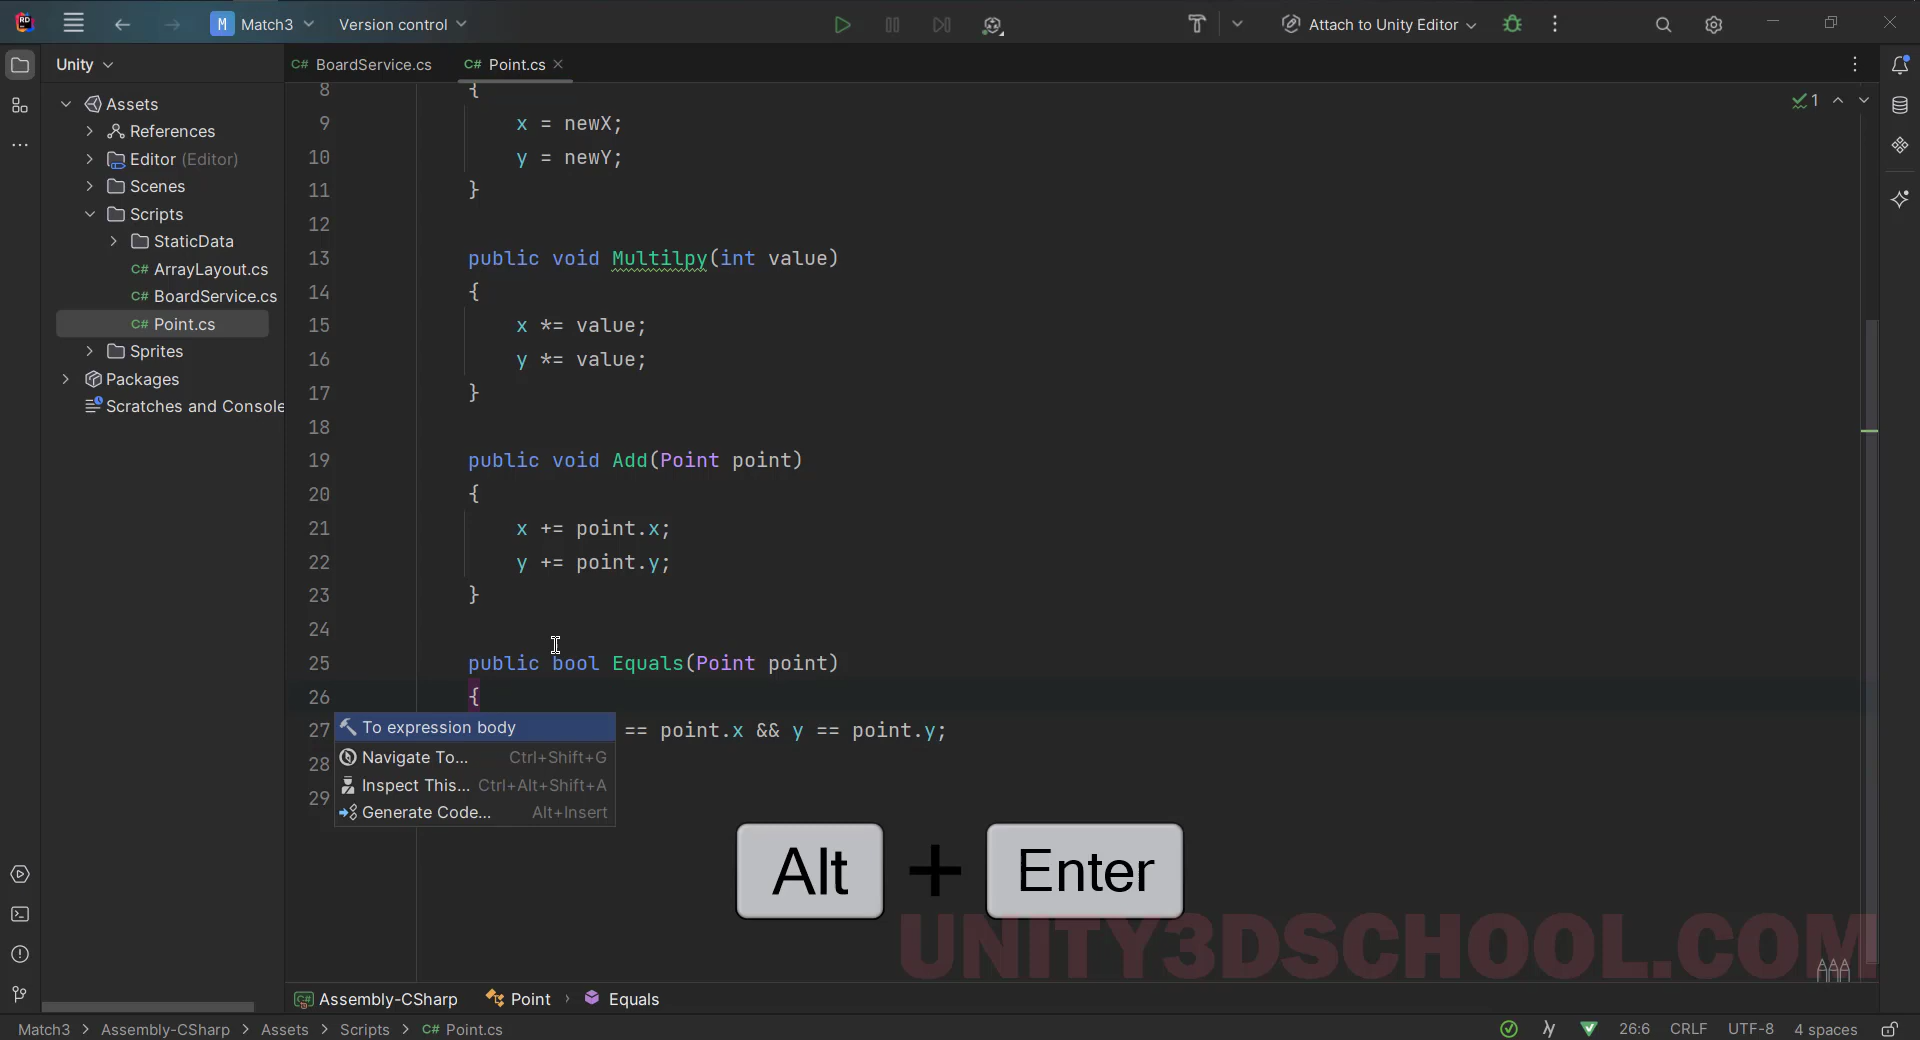 RD M Match3 Version control Attach to Unity Editor
Unity C# BoardService.cs C# Point.cs
Assets
References
Editor (Editor)
Scenes
Scripts
StaticData
C# ArrayLayout.cs
C# BoardService.cs
C# Point.cs
Sprites
Packages
Scratches and Console
1
8 {
9 x = newX;
10 y = newY;
11 }
12
13 public void Multilpy(int value)
14 {
15 x *= value;
16 y *= value;
17 }
18
19 public void Add(Point point)
20 {
21 x += point.x;
22 y += point.y;
23 }
24
25 public bool Equals(Point point)
26 {
27 == point.x && y == point.y;
28
29
To expression body
Navigate To... Ctrl+Shift+G
Inspect This... Ctrl+Alt+Shift+A
Generate Code... Alt+Insert
Alt + Enter
UNITY3DSCHOOL.COM
C# Assembly-CSharp Point › Equals
Match3 > Assembly-CSharp > Assets > Scripts > C# Point.cs 26:6 CRLF UTF-8 4 spaces